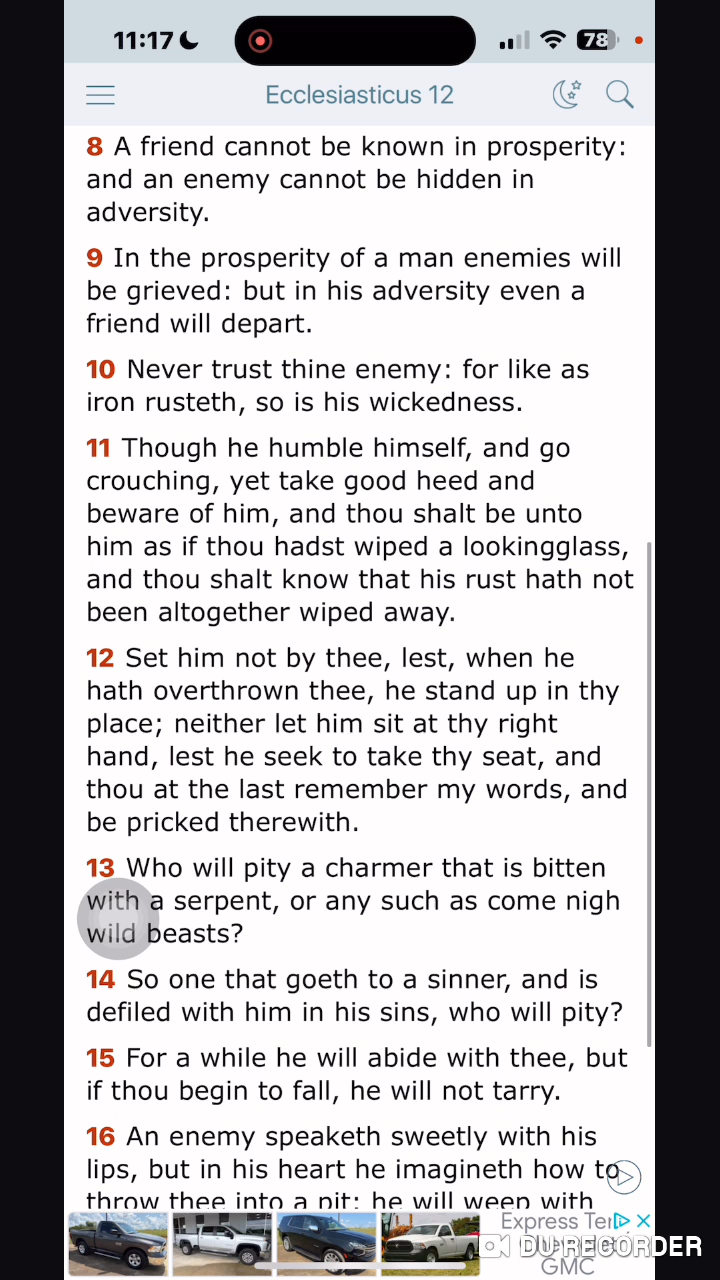 11:17
78
Ecclesiasticus 12
8 A friend cannot be known in prosperity:
and an enemy cannot be hidden in
adversity.
9 In the prosperity of a man enemies will
be grieved: but in his adversity even a
friend will depart.
10 Never trust thine enemy: for like as
iron rusteth, so is his wickedness.
11 Though he humble himself, and go
crouching, yet take good heed and
beware of him, and thou shalt be unto
him as if thou hadst wiped a lookingglass,
and thou shalt know that his rust hath not
been altogether wiped away.
12 Set him not by thee, lest, when he
hath overthrown thee, he stand up in thy
place; neither let him sit at thy right
hand, lest he seek to take thy seat, and
thou at the last remember my words, and
be pricked therewith.
13 Who will pity a charmer that is bitten
with a serpent, or any such as come nigh
wild beasts?
14 So one that goeth to a sinner, and is
defiled with him in his sins, who will pity?
15 For a while he will abide with thee, but
if thou begin to fall, he will not tarry.
16 An enemy speaketh sweetly with his
lips, but in his heart he imagineth how to
throw thee into a pit: he will weep with
Express
DU RECORDER
GMC